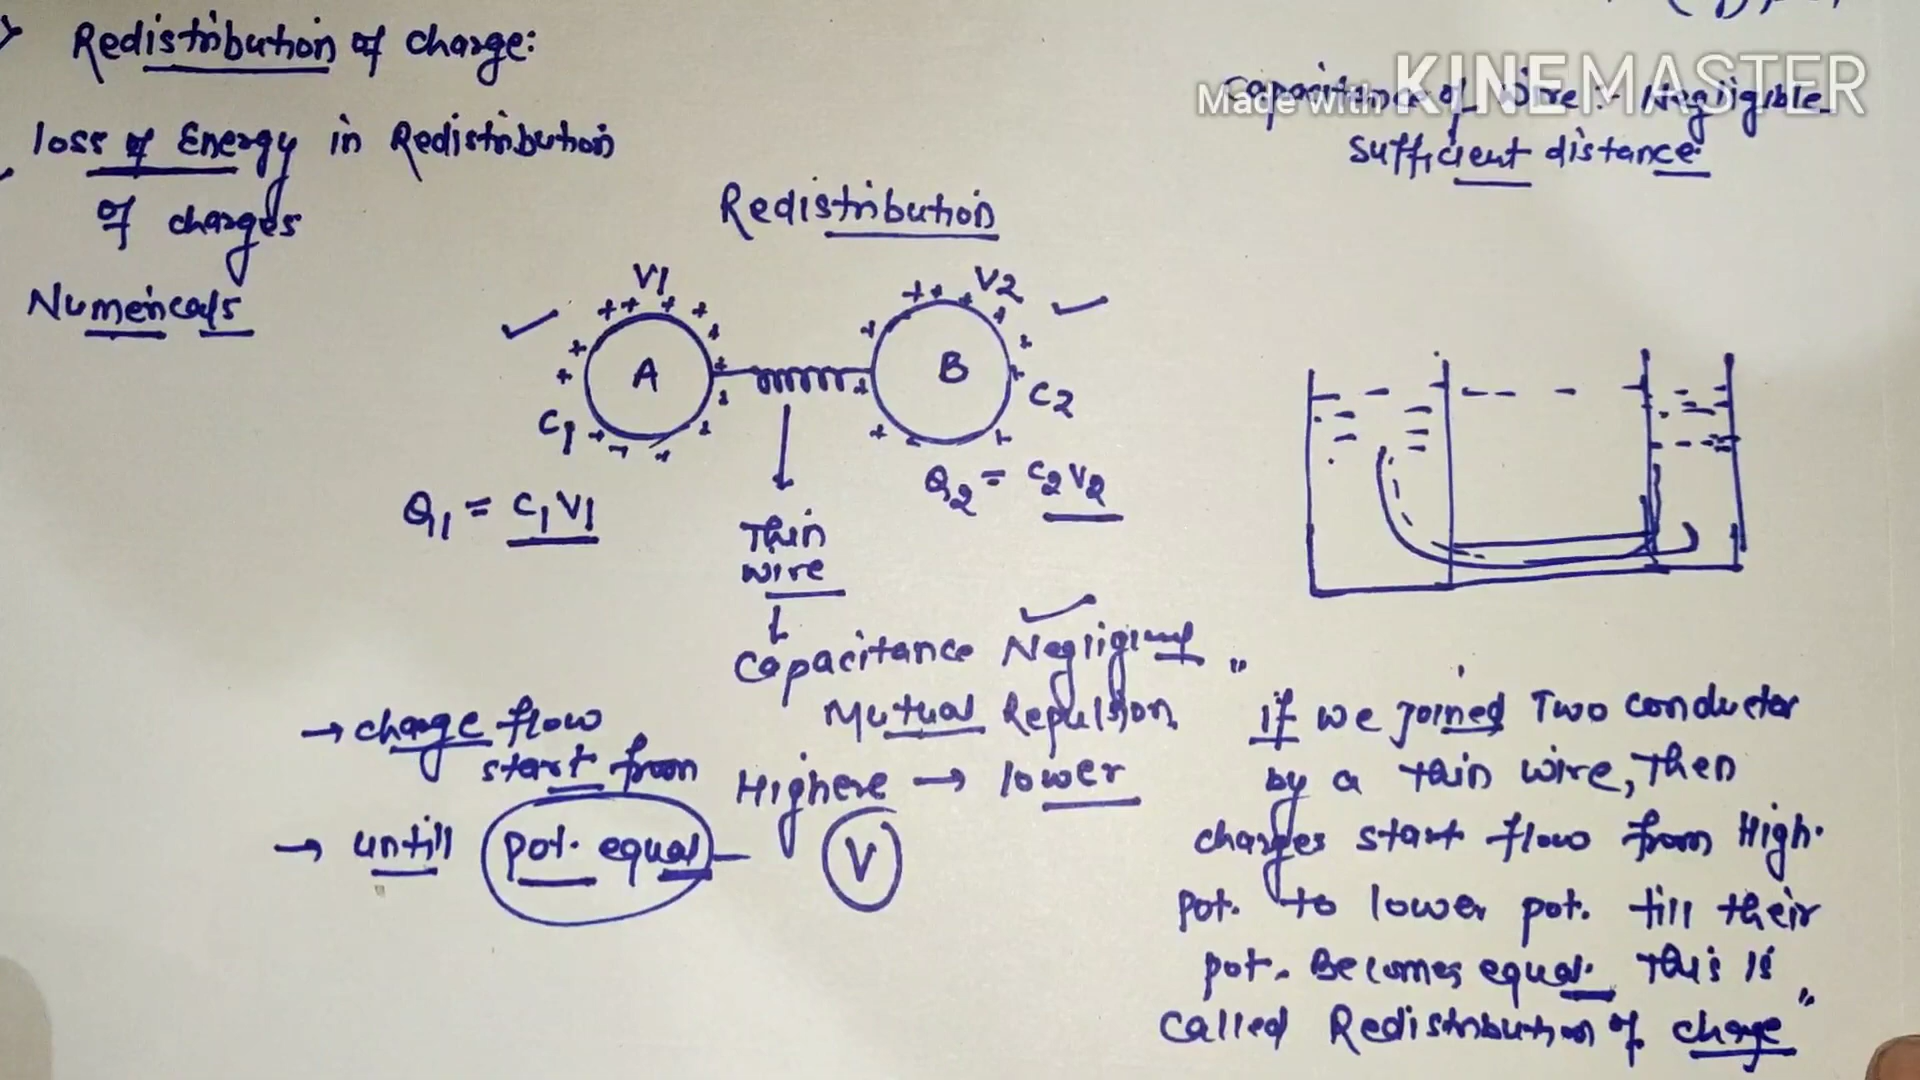 Redistribution of charge:
loss of Energy in Redistribution
of charges
Numericals
Made with KINEMASTER
Capacitance of wire :- Negligible
Sufficient distance
Redistribution
V1
V2
A
B
C1
C2
Q1 = C1V1
Q2 = C2V2
Thin
wire
Capacitance Negligible
Mutual Repulsion
→ charge flow
start from
Highere → lower
→ untill pot. equal — V
" if we joined Two conductor
by a thin wire, Then
charges start flow from High.
pot. to lower pot. till their
pot. Becomes equal. This is
called Redistribution of charge "